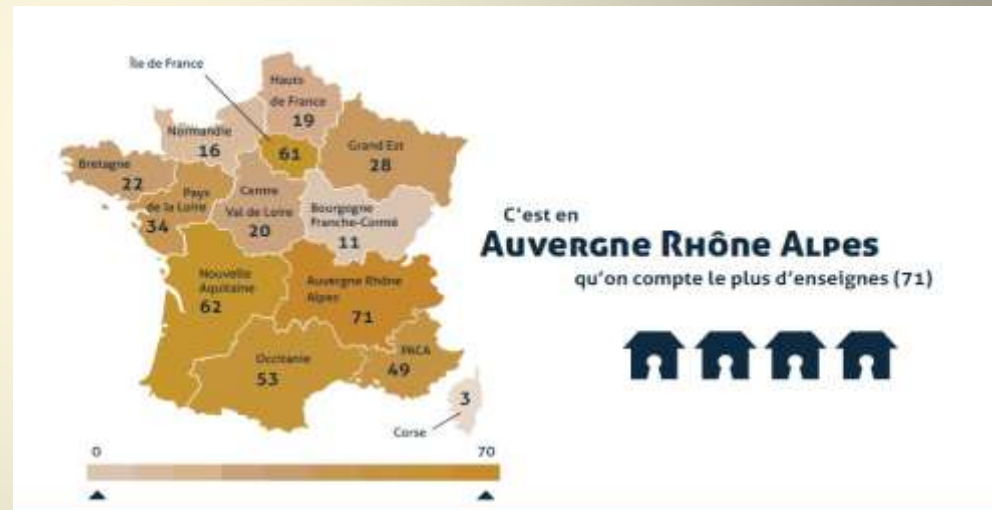 Île de France
Hauts
de France
19
Normandie
16
61
Grand Est
28
Bretagne
22
Pays
de la Loire
34
Centre
Val de Loire
20
Bourgogne
Franche-Comté
11
C'est en
Auvergne Rhône Alpes
qu'on compte le plus d'enseignes (71)
Nouvelle
Aquitaine
62
Auvergne Rhône
Alpes
71
Occitanie
53
PACA
49
3
Corse
0
70